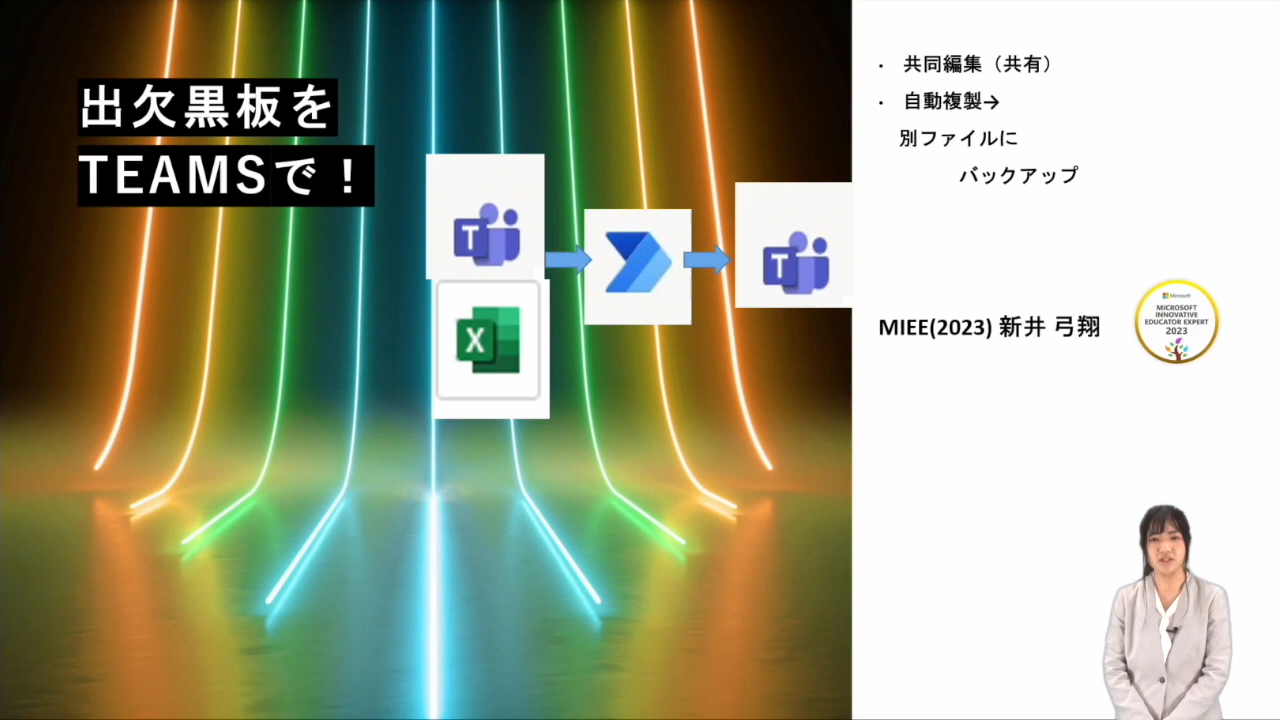 出欠黒板を
TEAMSで！
T
X
T
・ 共同編集（共有）
・ 自動複製→
別ファイルに
バックアップ
MIEE(2023) 新井 弓翔
Microsoft
MICROSOFT
INNOVATIVE
EDUCATOR EXPERT
2023